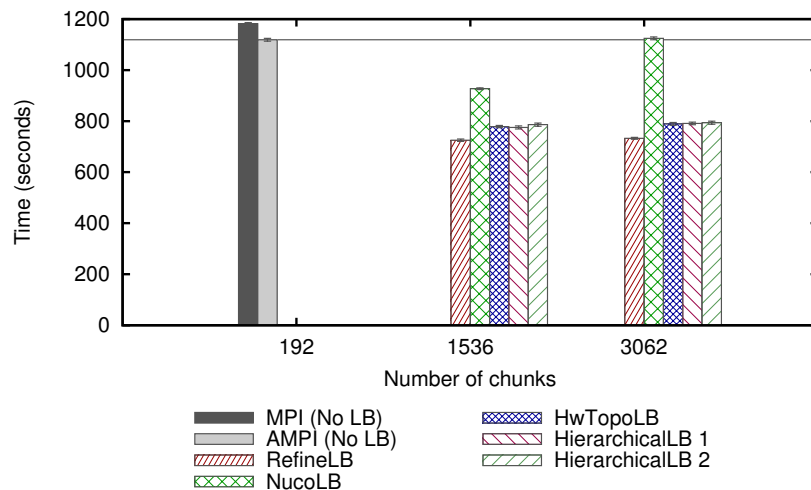 1200
1000
800
600
400
200
0
Time (seconds)
192
1536
3062
Number of chunks
MPI (No LB)
AMPI (No LB)
RefineLB
NucoLB
HwTopoLB
HierarchicalLB 1
HierarchicalLB 2